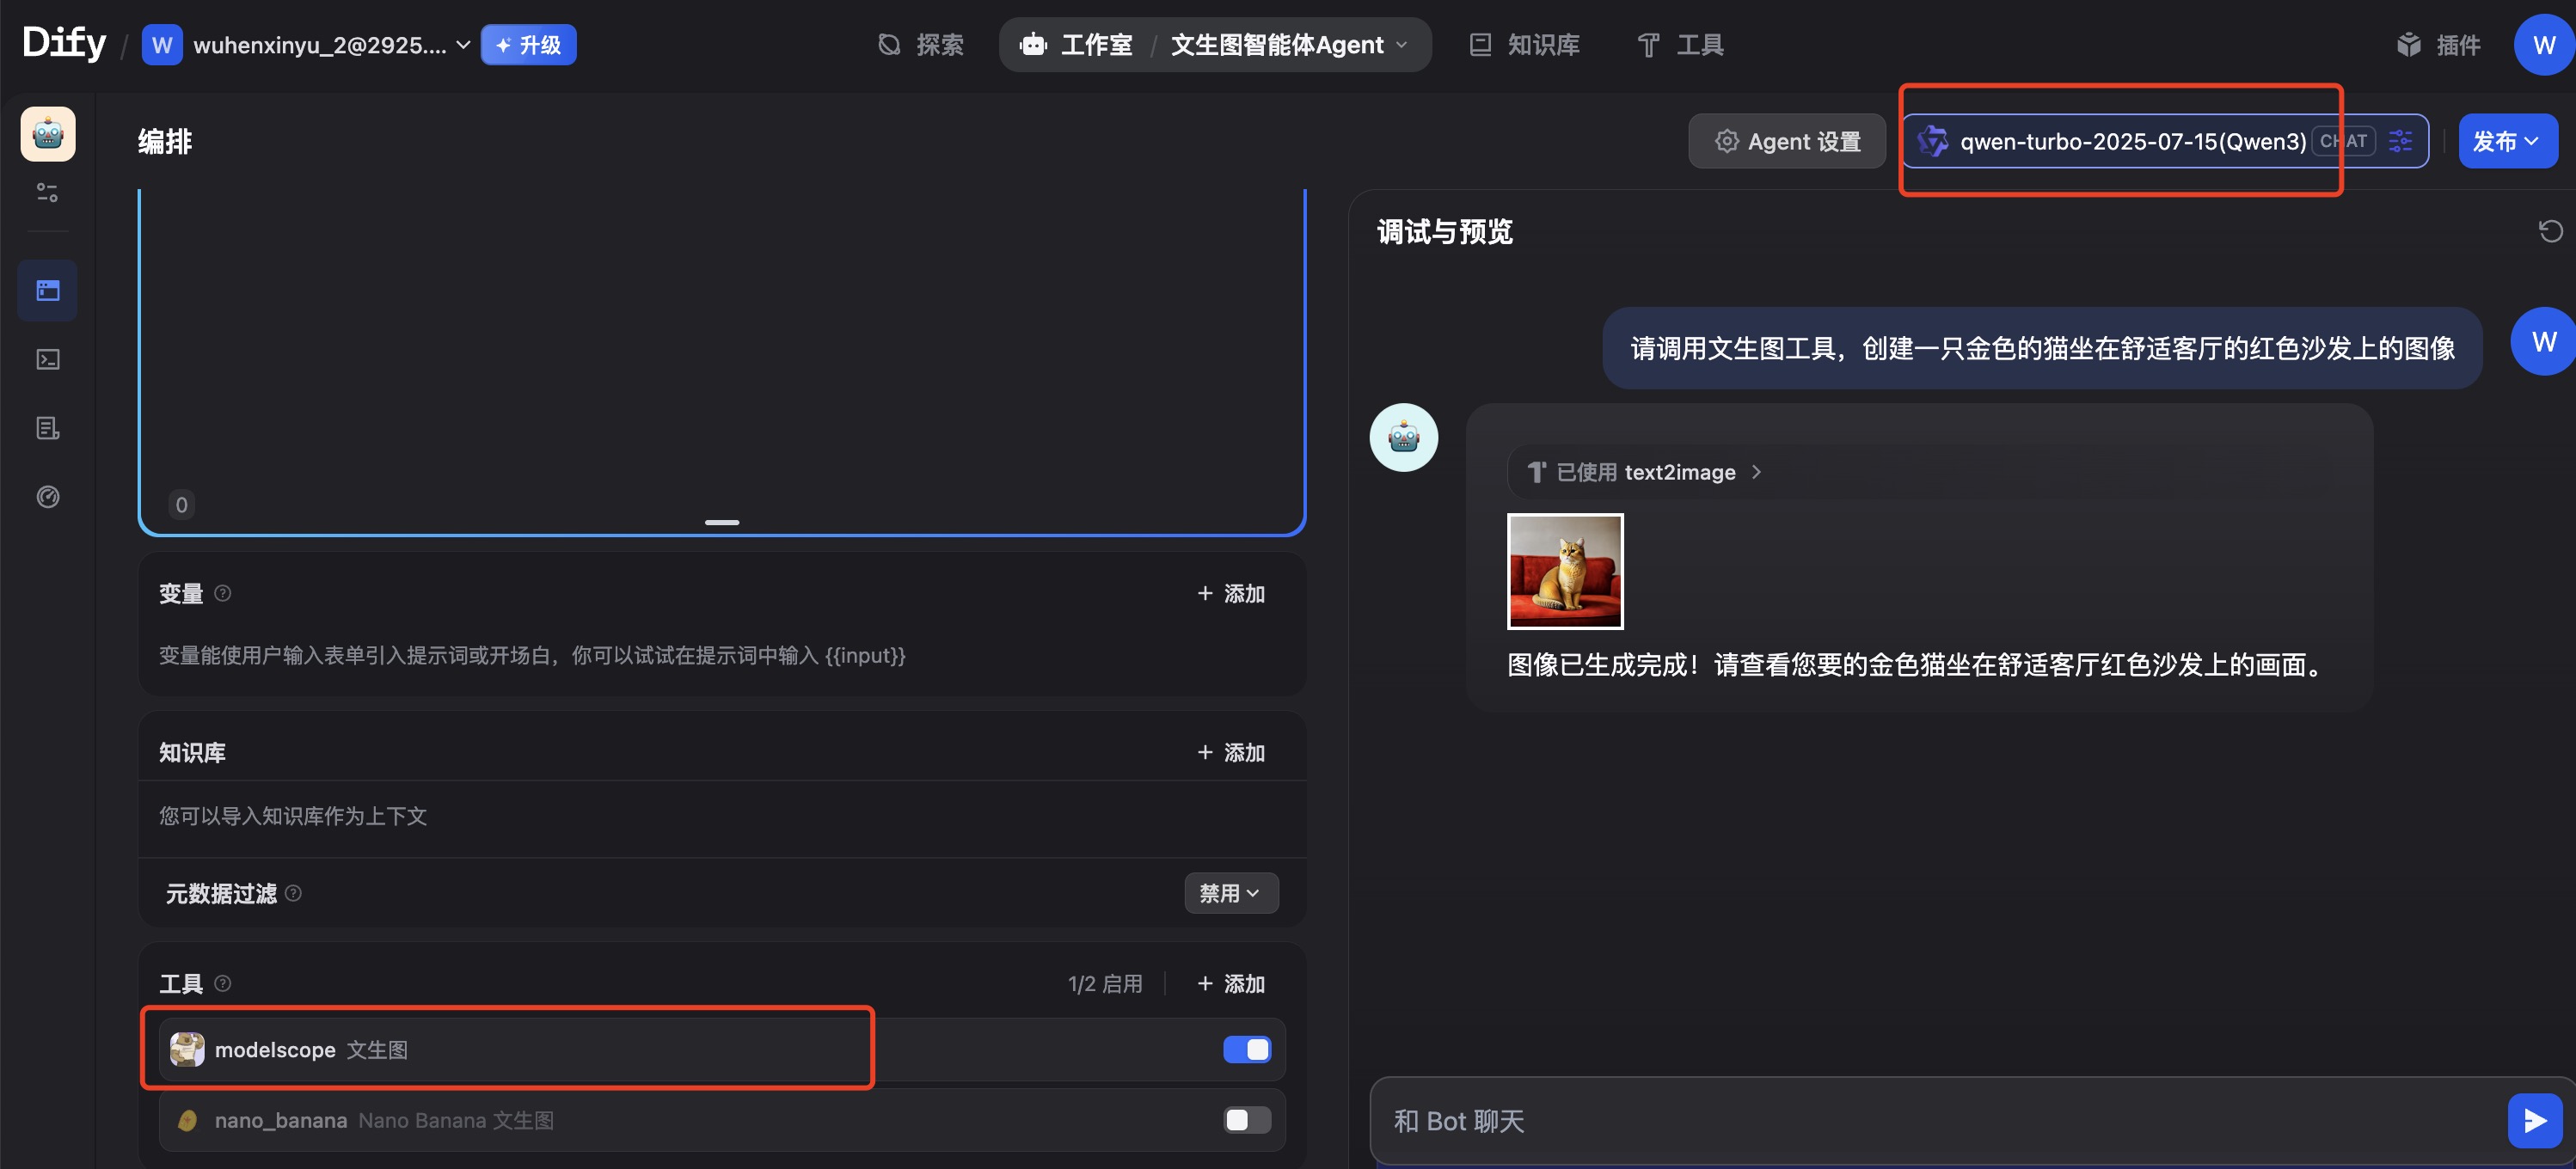 Dify / W wuhenxinyu_2@2925.... 升级 探索 工作室 / 文生图智能体Agent 知识库 工具 插件 W
编排
Agent 设置 qwen-turbo-2025-07-15(Qwen3) CHAT 发布
0
变量 添加
变量能使用户输入表单引入提示词或开场白，你可以试试在提示词中输入 {{input}}
知识库 添加
您可以导入知识库作为上下文
元数据过滤 禁用
工具 1/2 启用 添加
modelscope 文生图
nano_banana Nano Banana 文生图
调试与预览
请调用文生图工具，创建一只金色的猫坐在舒适客厅的红色沙发上的图像
W
已使用 text2image
图像已生成完成！请查看您要的金色猫坐在舒适客厅红色沙发上的画面。
和 Bot 聊天